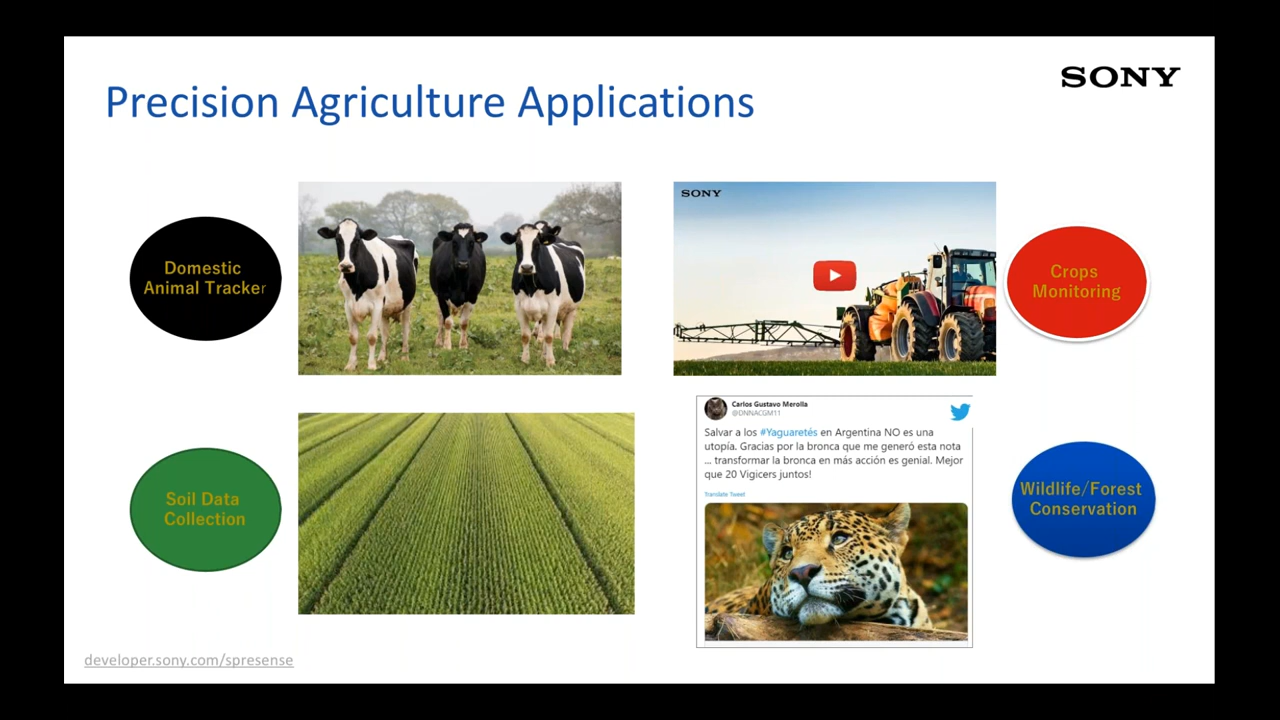 SONY
Precision Agriculture Applications
SONY
Domestic
Animal Tracker
Crops
Monitoring
Carlos Gustavo Merolla
@DNNACGM11
Salvar a los #Yaguaretés en Argentina NO es una
utopía. Gracias por la bronca que me generó esta nota
... transformar la bronca en más acción es genial. Mejor
que 20 Vigicers juntos!
Translate Tweet
Soil Data
Collection
Wildlife/Forest
Conservation
developer.sony.com/spresense